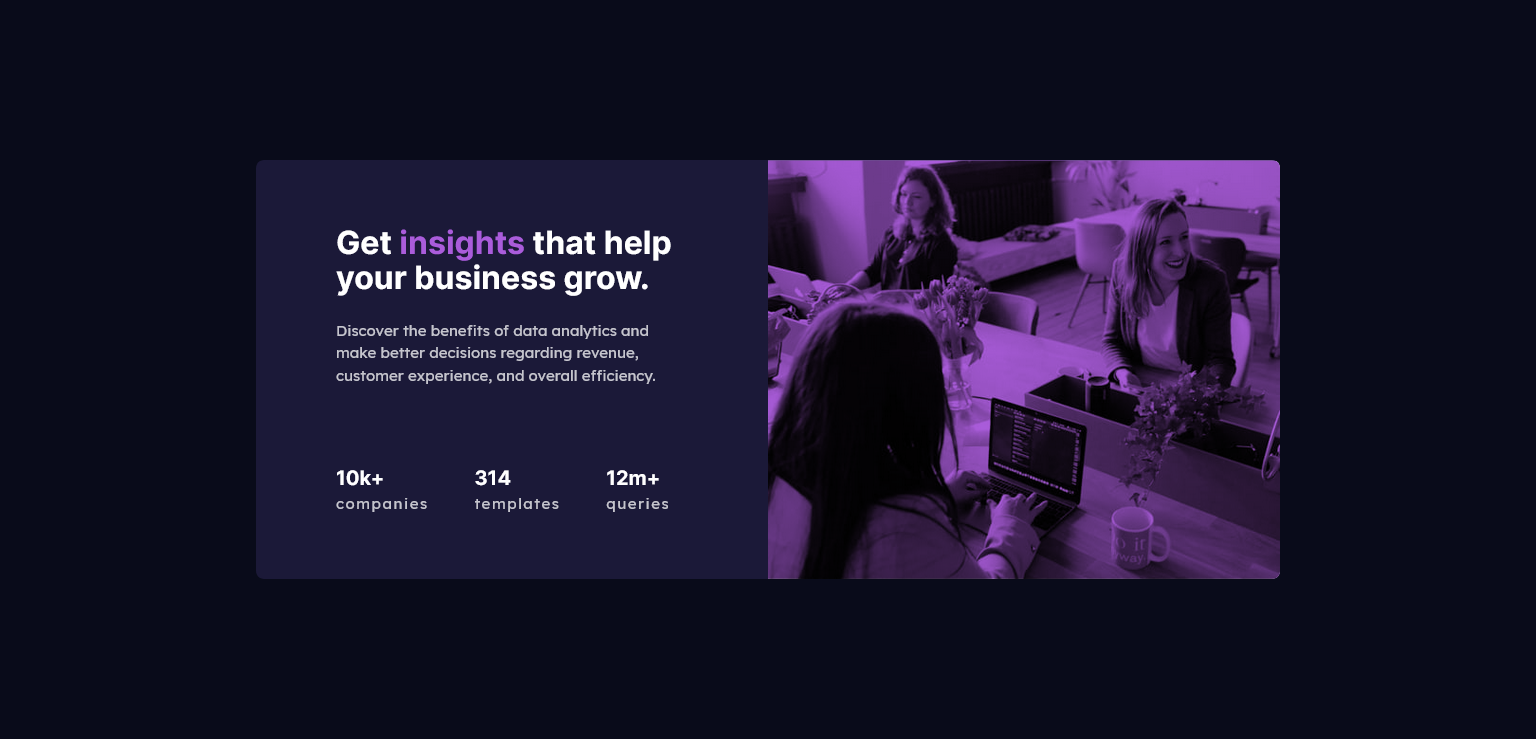 Get insights that help
your business grow.
Discover the benefits of data analytics and
make better decisions regarding revenue,
customer experience, and overall efficiency.
10k+ 314 12m+
companies templates queries